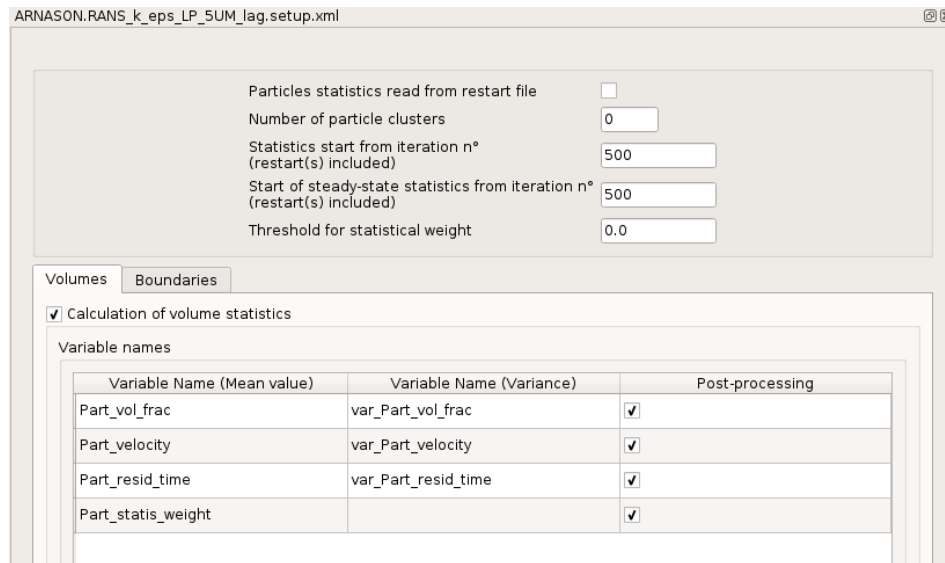 ARNASON.RANS_k_eps_LP_5UM_lag.setup.xml
Particles statistics read from restart file
Number of particle clusters 0
Statistics start from iteration n°
(restart(s) included) 500
Start of steady-state statistics from iteration n°
(restart(s) included) 500
Threshold for statistical weight 0.0
Volumes Boundaries
Calculation of volume statistics
Variable names
Variable Name (Mean value) Variable Name (Variance) Post-processing
Part_vol_frac var_Part_vol_frac
Part_velocity var_Part_velocity
Part_resid_time var_Part_resid_time
Part_statis_weight